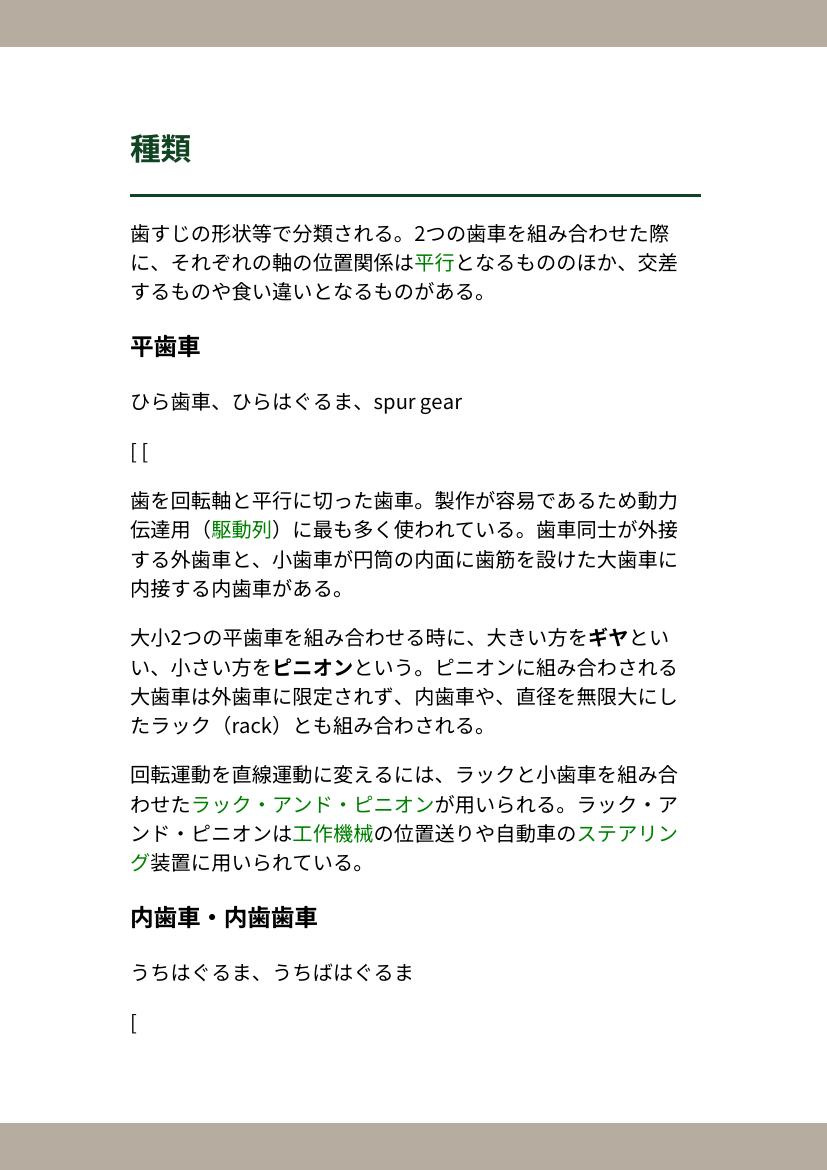 種類
歯すじの形状等で分類される。2つの歯車を組み合わせた際
に、それぞれの軸の位置関係は平行となるもののほか、交差
するものや食い違いとなるものがある。
平歯車
ひら歯車、ひらはぐるま、spur gear
[ [
歯を回転軸と平行に切った歯車。製作が容易であるため動力
伝達用（駆動列）に最も多く使われている。歯車同士が外接
する外歯車と、小歯車が円筒の内面に歯筋を設けた大歯車に
内接する内歯車がある。
大小2つの平歯車を組み合わせる時に、大きい方をギヤとい
い、小さい方をピニオンという。ピニオンに組み合わされる
大歯車は外歯車に限定されず、内歯車や、直径を無限大にし
たラック（rack）とも組み合わされる。
回転運動を直線運動に変えるには、ラックと小歯車を組み合
わせたラック・アンド・ピニオンが用いられる。ラック・ア
ンド・ピニオンは工作機械の位置送りや自動車のステアリン
グ装置に用いられている。
内歯車・内歯歯車
うちはぐるま、うちばはぐるま
[